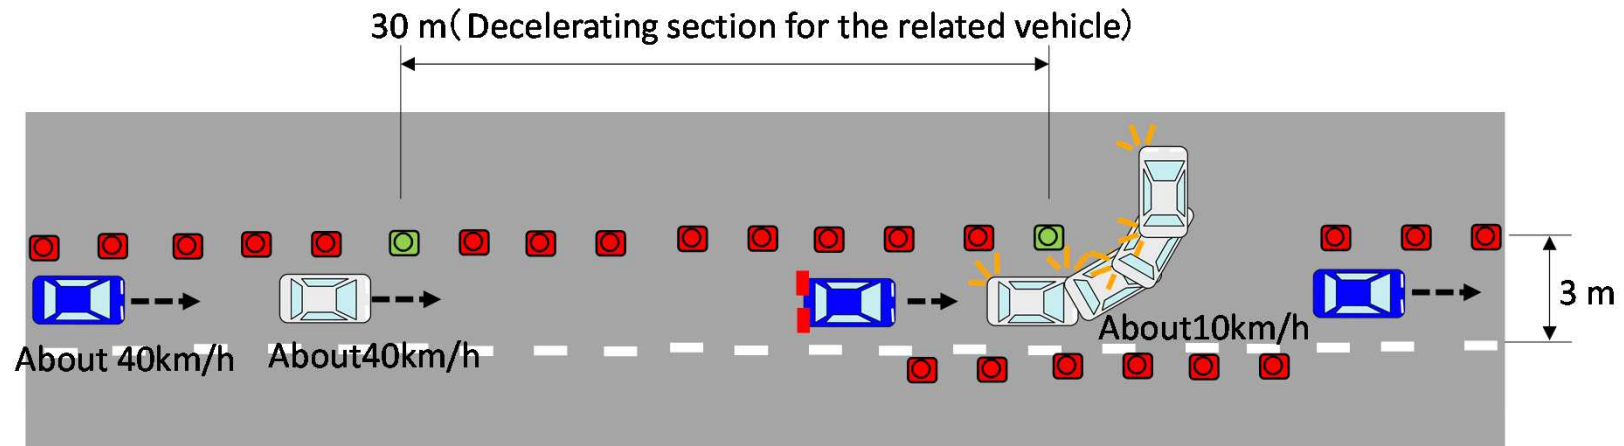 30 m（Decelerating section for the related vehicle）
3 m
About10km/h
About 40km/h
About40km/h